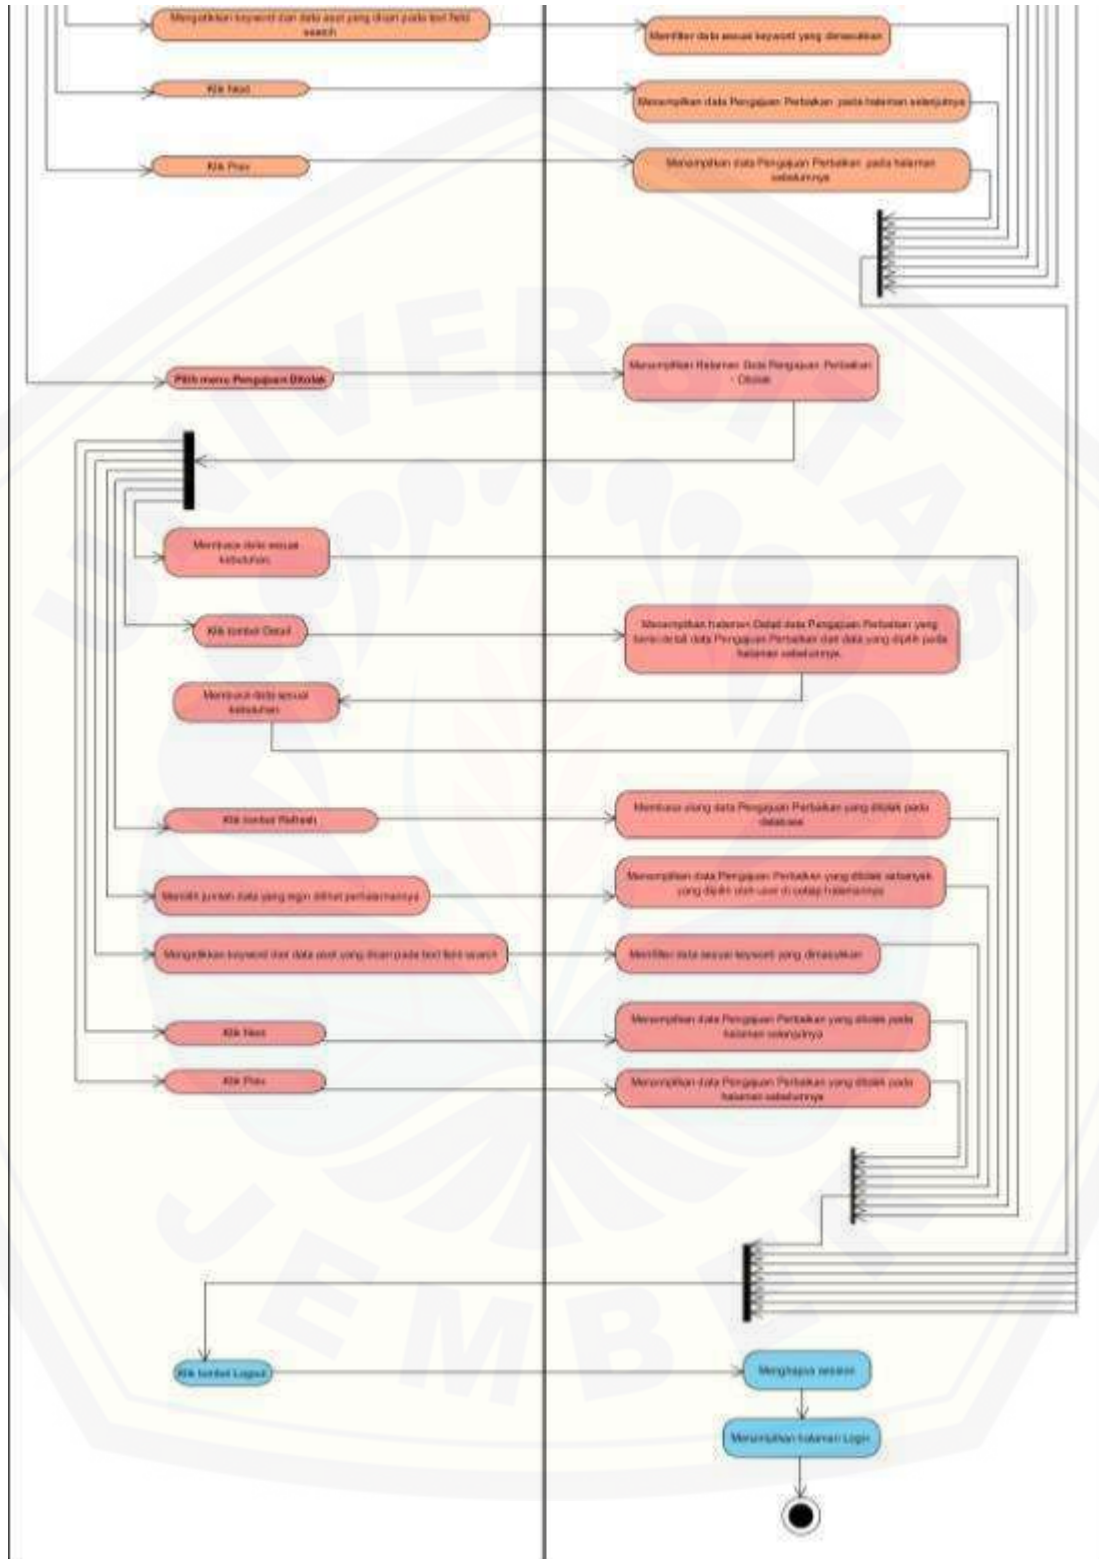 Mengetikkan keyword dari data aset yang dicari pada text field
search
Memfilter data sesuai keyword yang dimasukkan
Klik Next
Menampilkan data Pengajuan Perbaikan pada halaman selanjutnya
Klik Prev
Menampilkan data Pengajuan Perbaikan pada halaman
sebelumnya
Pilih menu Pengajuan Ditolak
Menampilkan Halaman Data Pengajuan Perbaikan
- Ditolak
Membaca data sesuai
kebutuhan
Klik tombol Detail
Menampilkan halaman Detail data Pengajuan Perbaikan yang
berisi detail data Pengajuan Perbaikan dari data yang dipilih pada
halaman sebelumnya
Membaca data sesuai
kebutuhan
Klik tombol Refresh
Membaca ulang data Pengajuan Perbaikan yang ditolak pada
database
Memilih jumlah data yang ingin dilihat perhalamannya
Menampilkan data Pengajuan Perbaikan yang ditolak sebanyak
yang dipilih oleh user di setiap halamannya
Mengetikkan keyword dari data aset yang dicari pada text field search
Memfilter data sesuai keyword yang dimasukkan
Klik Next
Menampilkan data Pengajuan Perbaikan yang ditolak pada
halaman selanjutnya
Klik Prev
Menampilkan data Pengajuan Perbaikan yang ditolak pada
halaman sebelumnya
Klik tombol Logout
Menghapus session
Menampilkan halaman Login
UNIVERSITAS
JEMBER